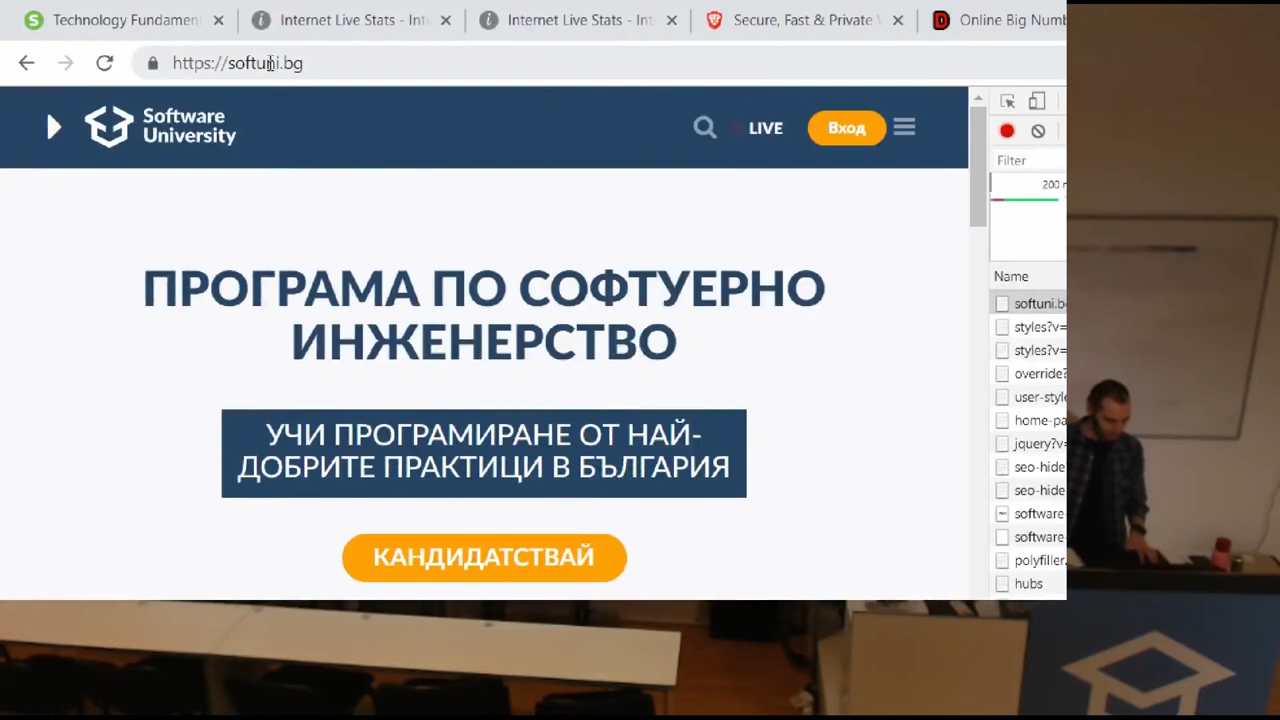 Technology Fundamen
Internet Live Stats - Int
Internet Live Stats - Int
Secure, Fast & Private
Online Big Numb
https://softuni.bg
Software
University
LIVE
Вход
Filter
200
ПРОГРАМА ПО СОФТУЕРНО
ИНЖЕНЕРСТВО
Name
softuni.b
styles?v=
styles?v=
override?
user-style
УЧИ ПРОГРАМИРАНЕ ОТ НАЙ-
ДОБРИТЕ ПРАКТИЦИ В БЪЛГАРИЯ
home-pa
jquery?v=
seo-hide
seo-hide
software-
software-
КАНДИДАТСТВАЙ
polyfiller.
hubs